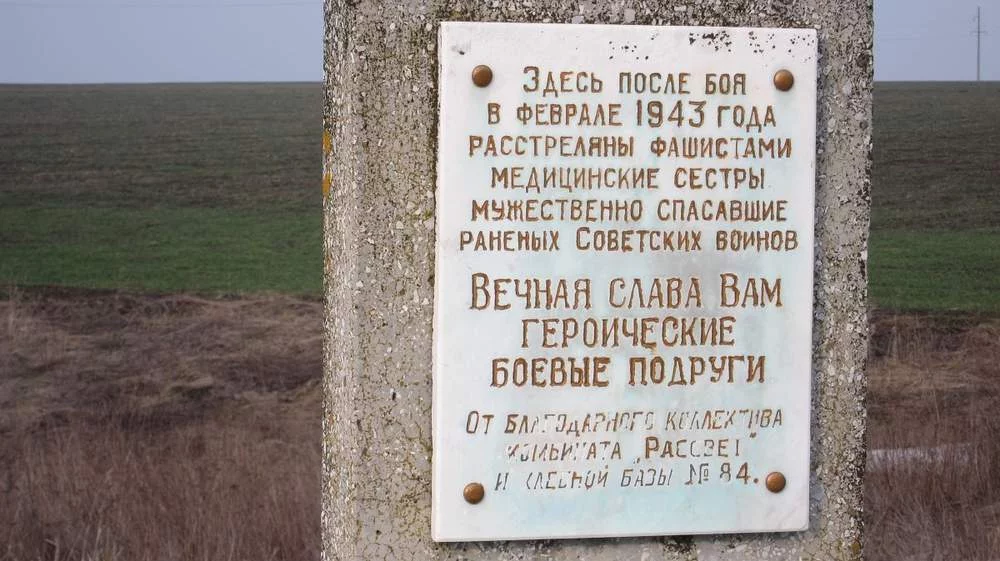 Здесь после боя
в феврале 1943 года
расстреляны фашистами
медицинские сестры
мужественно спасавшие
раненых Советских воинов
Вечная слава Вам
героические
боевые подруги
От благодарного коллектива
комбината „Рассвет"
и хлебной базы № 84.